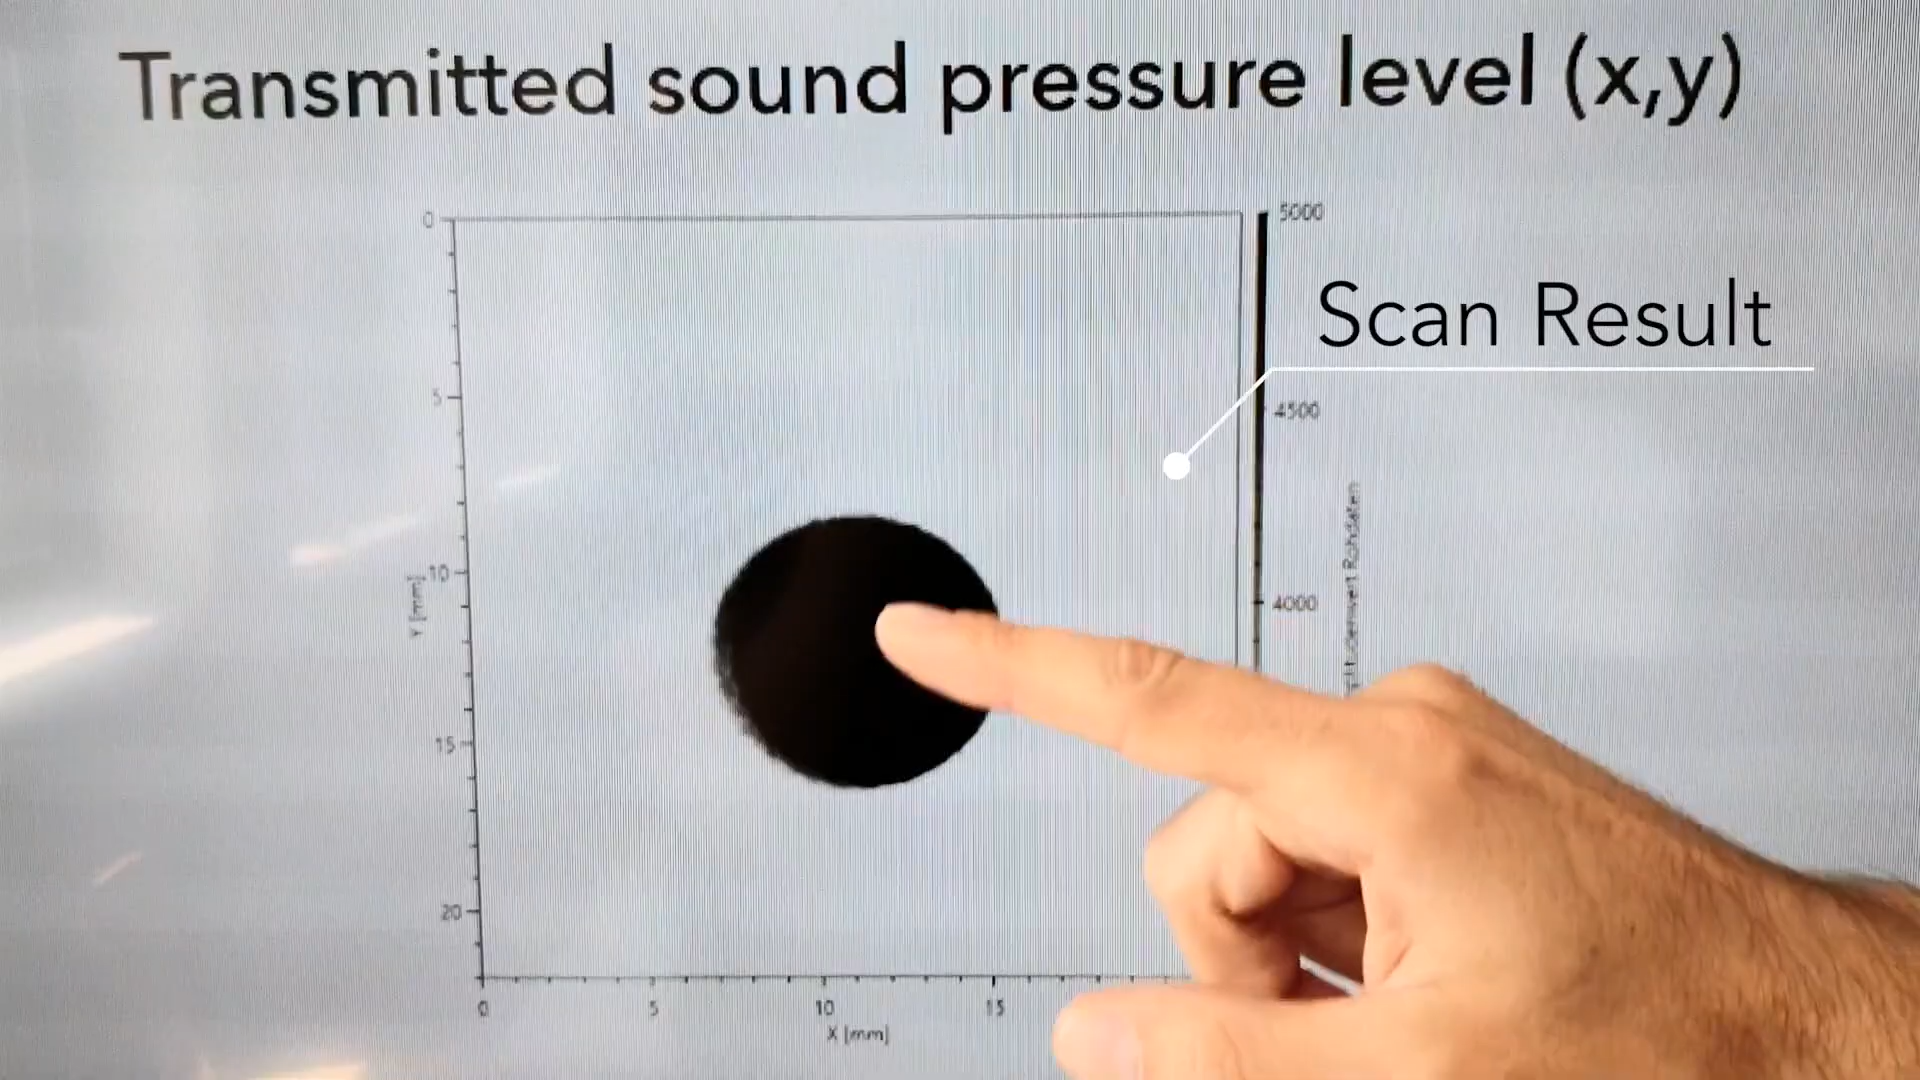 Transmitted sound pressure level (x,y)
0
5000
Scan Result
5
4500
10
Y [mm]
4000
Rohdaten
15
20
0
5
10
15
X [mm]